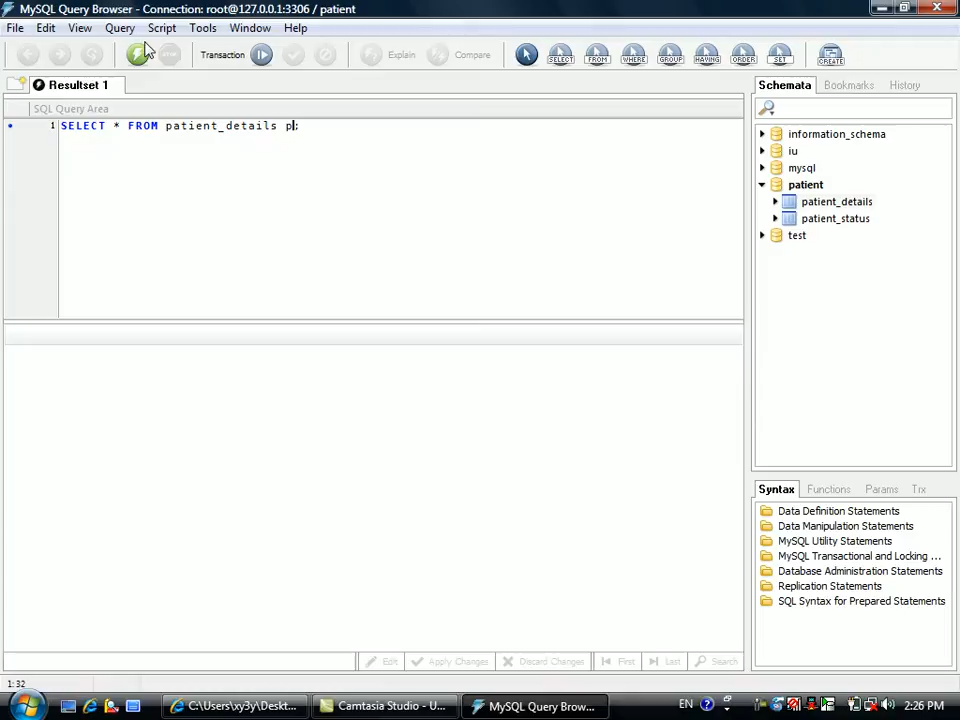 MySQL Query Browser - Connection: root@127.0.0.1:3306 / patient
File Edit View Query Script Tools Window Help
Transaction Explain Compare SELECT FROM WHERE GROUP HAVING ORDER SET CREATE
Resultset 1
Schemata Bookmarks History
SQL Query Area
1 SELECT * FROM patient_details p;
information_schema
iu
mysql
patient
patient_details
patient_status
test
Syntax Functions Params Trx
Data Definition Statements
Data Manipulation Statements
MySQL Utility Statements
MySQL Transactional and Locking ...
Database Administration Statements
Replication Statements
SQL Syntax for Prepared Statements
Edit Apply Changes Discard Changes First Last Search
1:32
C:\Users\xy3y\Deskt... Camtasia Studio - U... MySQL Query Brow... EN 2:26 PM